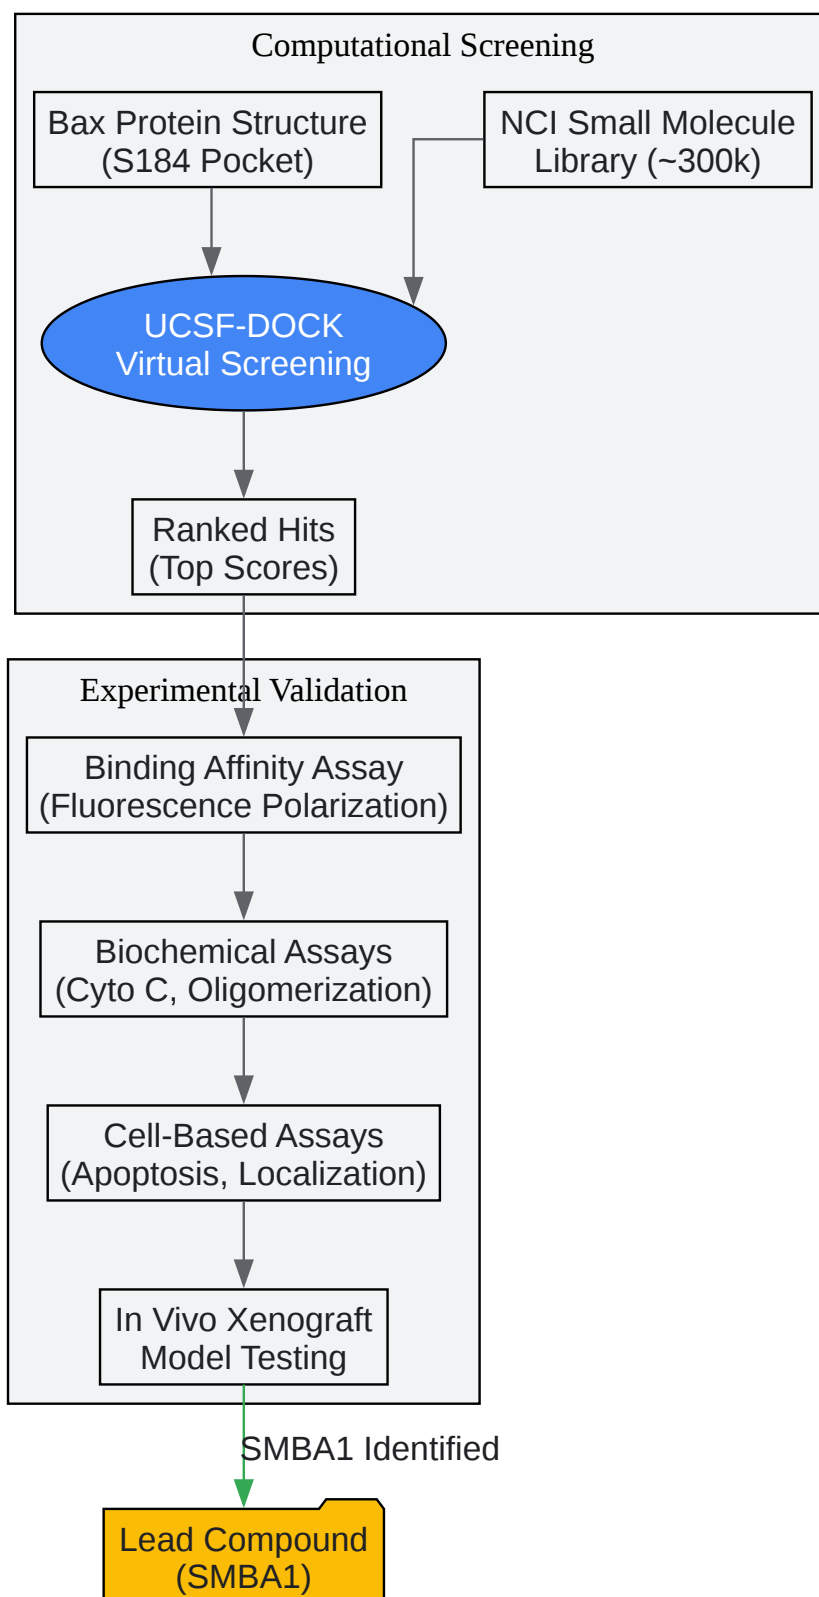 Computational Screening
Bax Protein Structure
(S184 Pocket)
NCI Small Molecule
Library (~300k)
UCSF-DOCK
Virtual Screening
Ranked Hits
(Top Scores)
Experimental Validation
Binding Affinity Assay
(Fluorescence Polarization)
Biochemical Assays
(Cyto C, Oligomerization)
Cell-Based Assays
(Apoptosis, Localization)
In Vivo Xenograft
Model Testing
SMBA1 Identified
Lead Compound
(SMBA1)